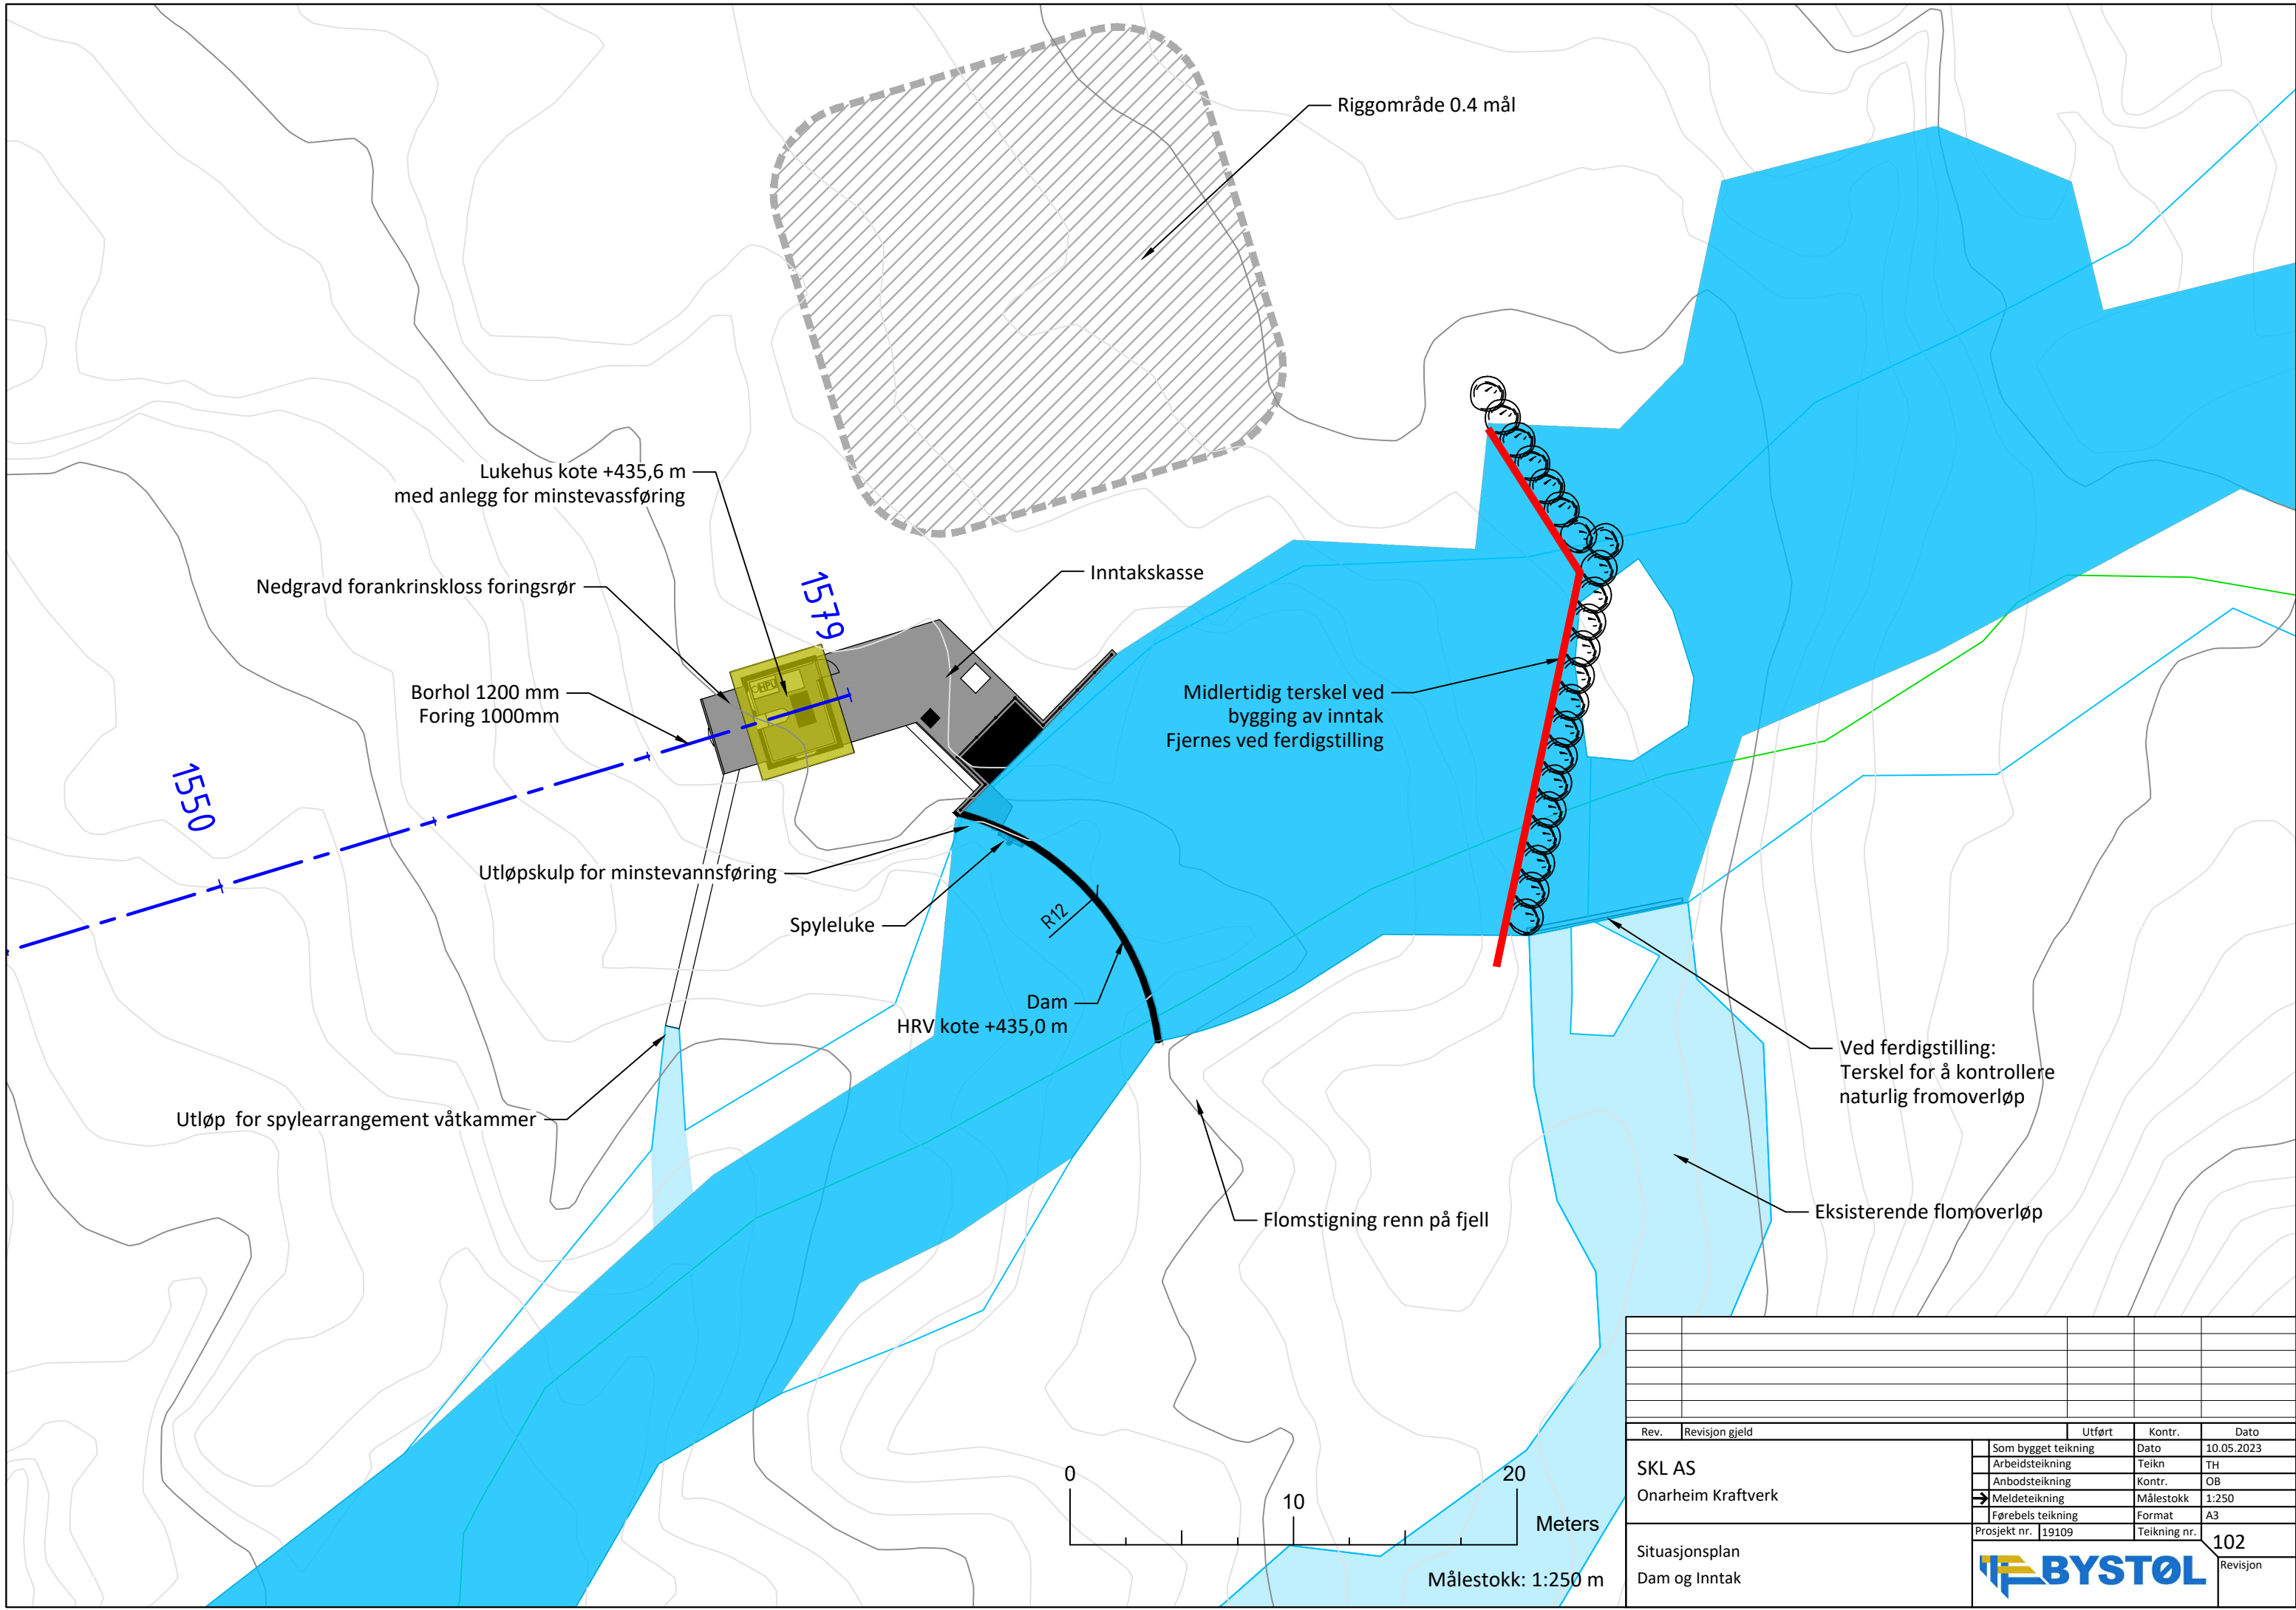 Riggområde 0.4 mål
Lukehus kote +435,6 m
med anlegg for minstevassføring
Nedgravd forankrinskloss foringsrør
1579
Inntakskasse
HPU
Borhol 1200 mm
Foring 1000mm
Midlertidig terskel ved
bygging av inntak
Fjernes ved ferdigstilling
1550
Utløpskulp for minstevannsføring
Spyleluke
R12
Dam
HRV kote +435,0 m
Ved ferdigstilling:
Terskel for å kontrollere
naturlig fromoverløp
Utløp for spylearrangement våtkammer
Flomstigning renn på fjell
Eksisterende flomoverløp
0
10
20
Meters
Målestokk: 1:250 m
Rev. Revisjon gjeld Utført Kontr. Dato
SKL AS
Onarheim Kraftverk
Som bygget teikning Dato 10.05.2023
Arbeidsteikning Teikn TH
Anbodsteikning Kontr. OB
Meldeteikning Målestokk 1:250
Førebels teikning Format A3
Prosjekt nr. 19109 Teikning nr. 102
Situasjonsplan
Dam og Inntak
BYSTØL
Revisjon